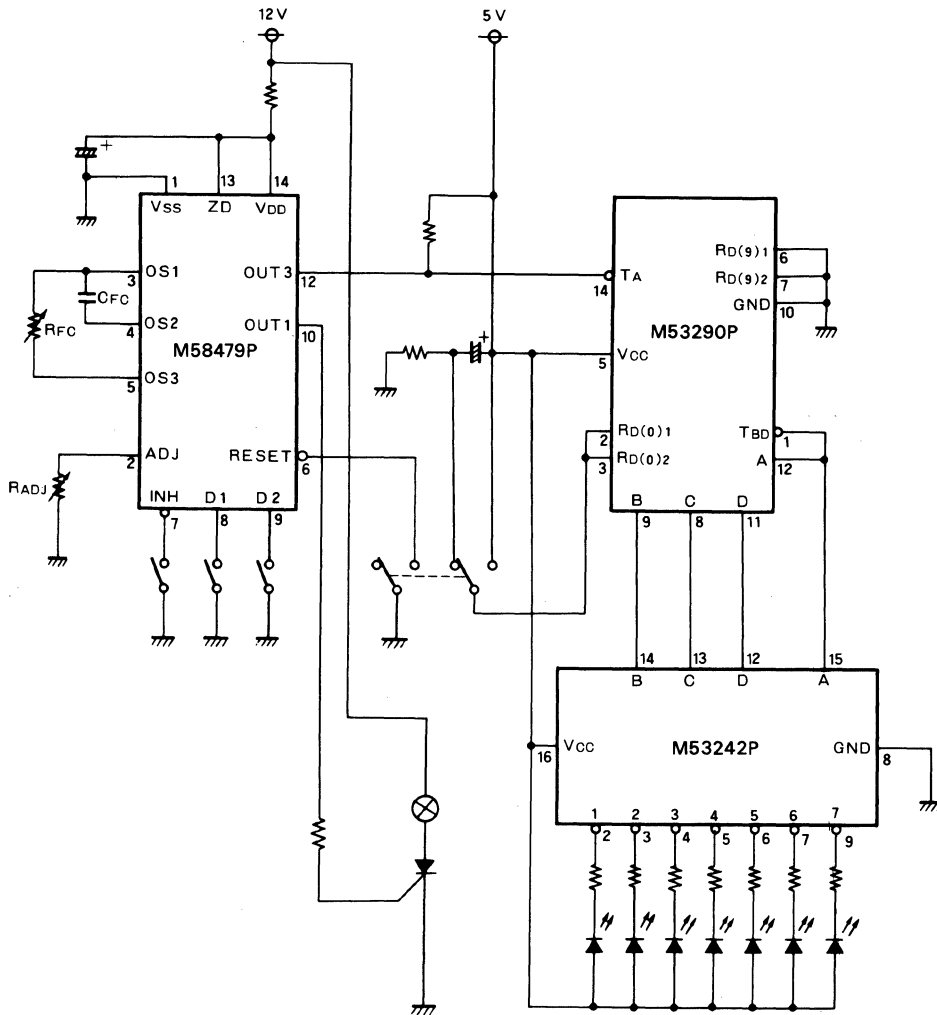 12V
5V
1
13
14
VSS
ZD
VDD
3
OS1
CFC
4
OS2
RFC
5
OS3
M58479P
OUT3
12
OUT1
10
2
ADJ
RADJ
RESET
6
INH
D1
D2
7
8
9
14
TA
RD(9)1
6
RD(9)2
7
GND
10
M53290P
5
VCC
2
RD(0)1
3
RD(0)2
TBD
1
A
12
B
C
D
9
8
11
+
+
14
13
12
15
B
C
D
A
16
VCC
M53242P
GND
8
1
2
3
4
5
6
7
2
3
4
5
6
7
9